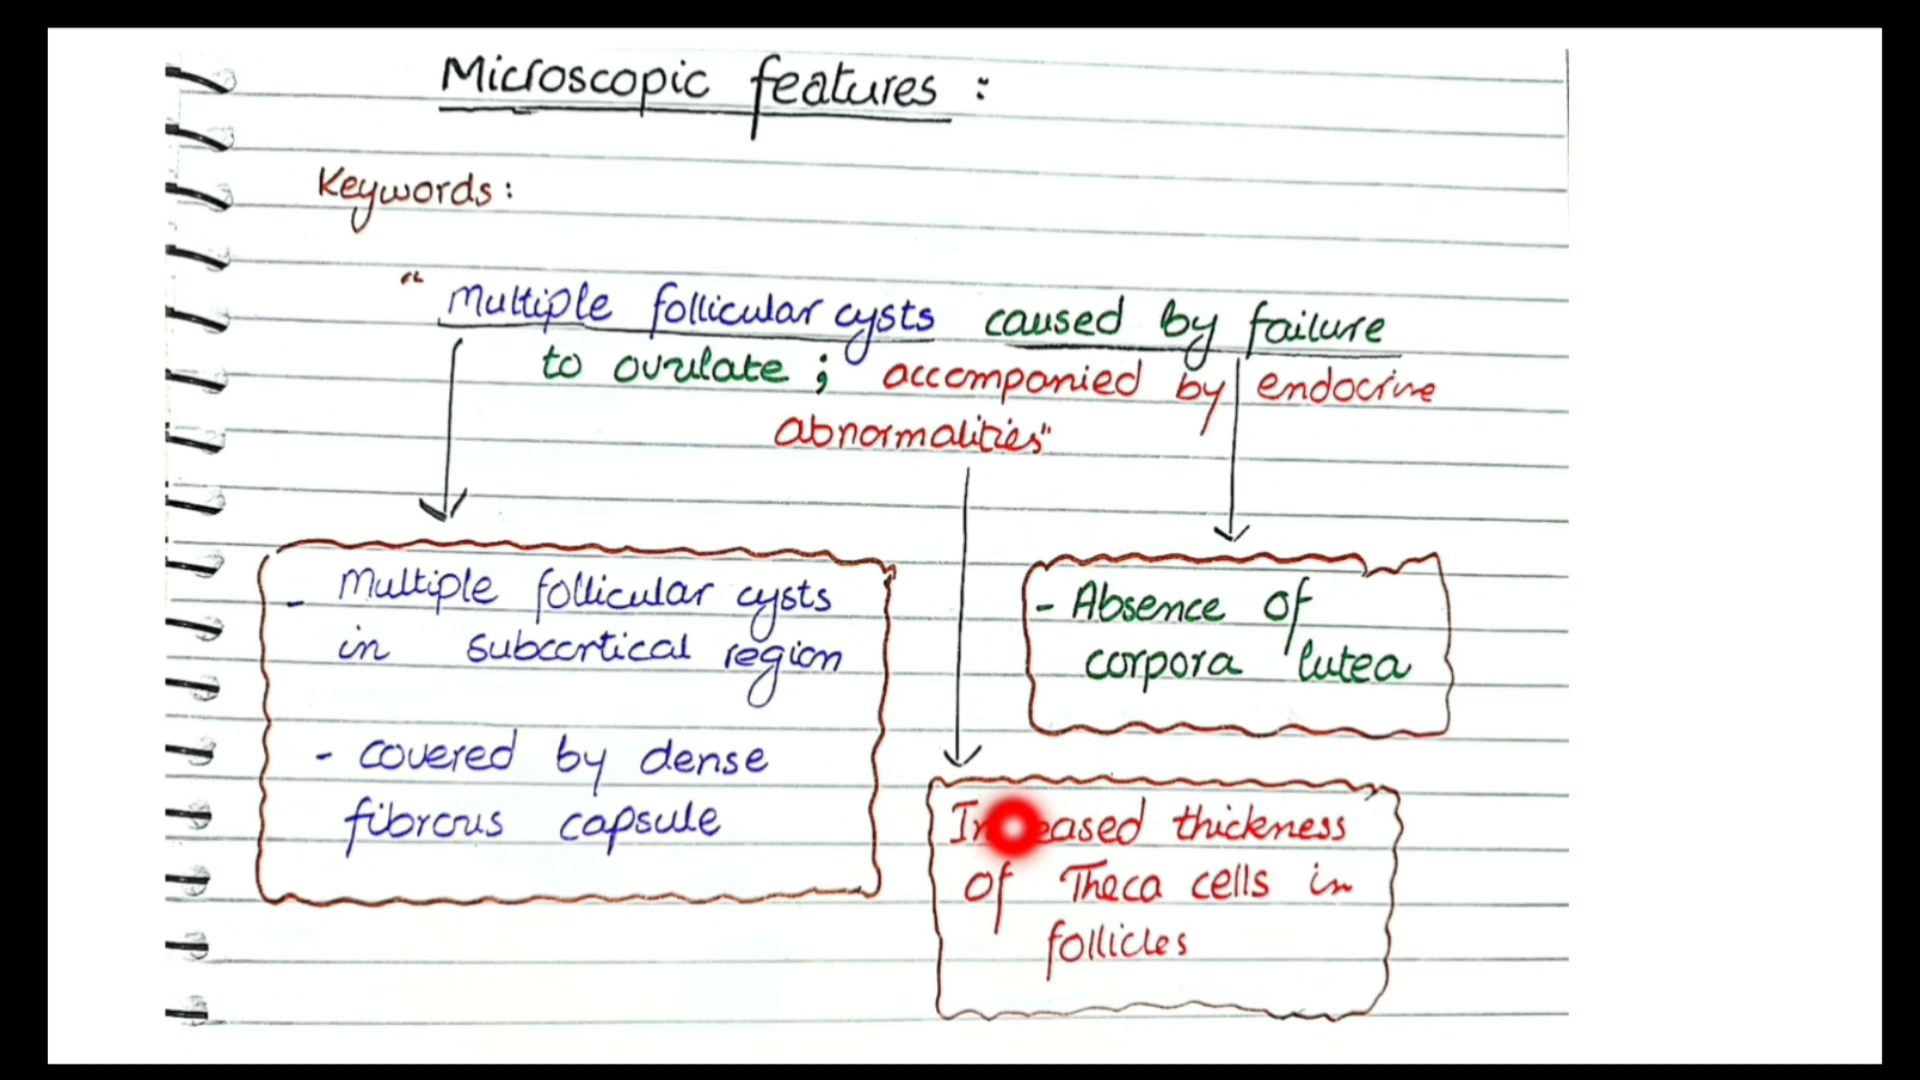 Microscopic features :
Keywords :
" Multiple follicular cysts caused by failure
to ovulate ; accompanied by endocrine
abnormalities"
- Multiple follicular cysts
in subcortical region
- covered by dense
fibrous capsule
- Absence of
corpora lutea
Increased thickness
of Theca cells in
follicles